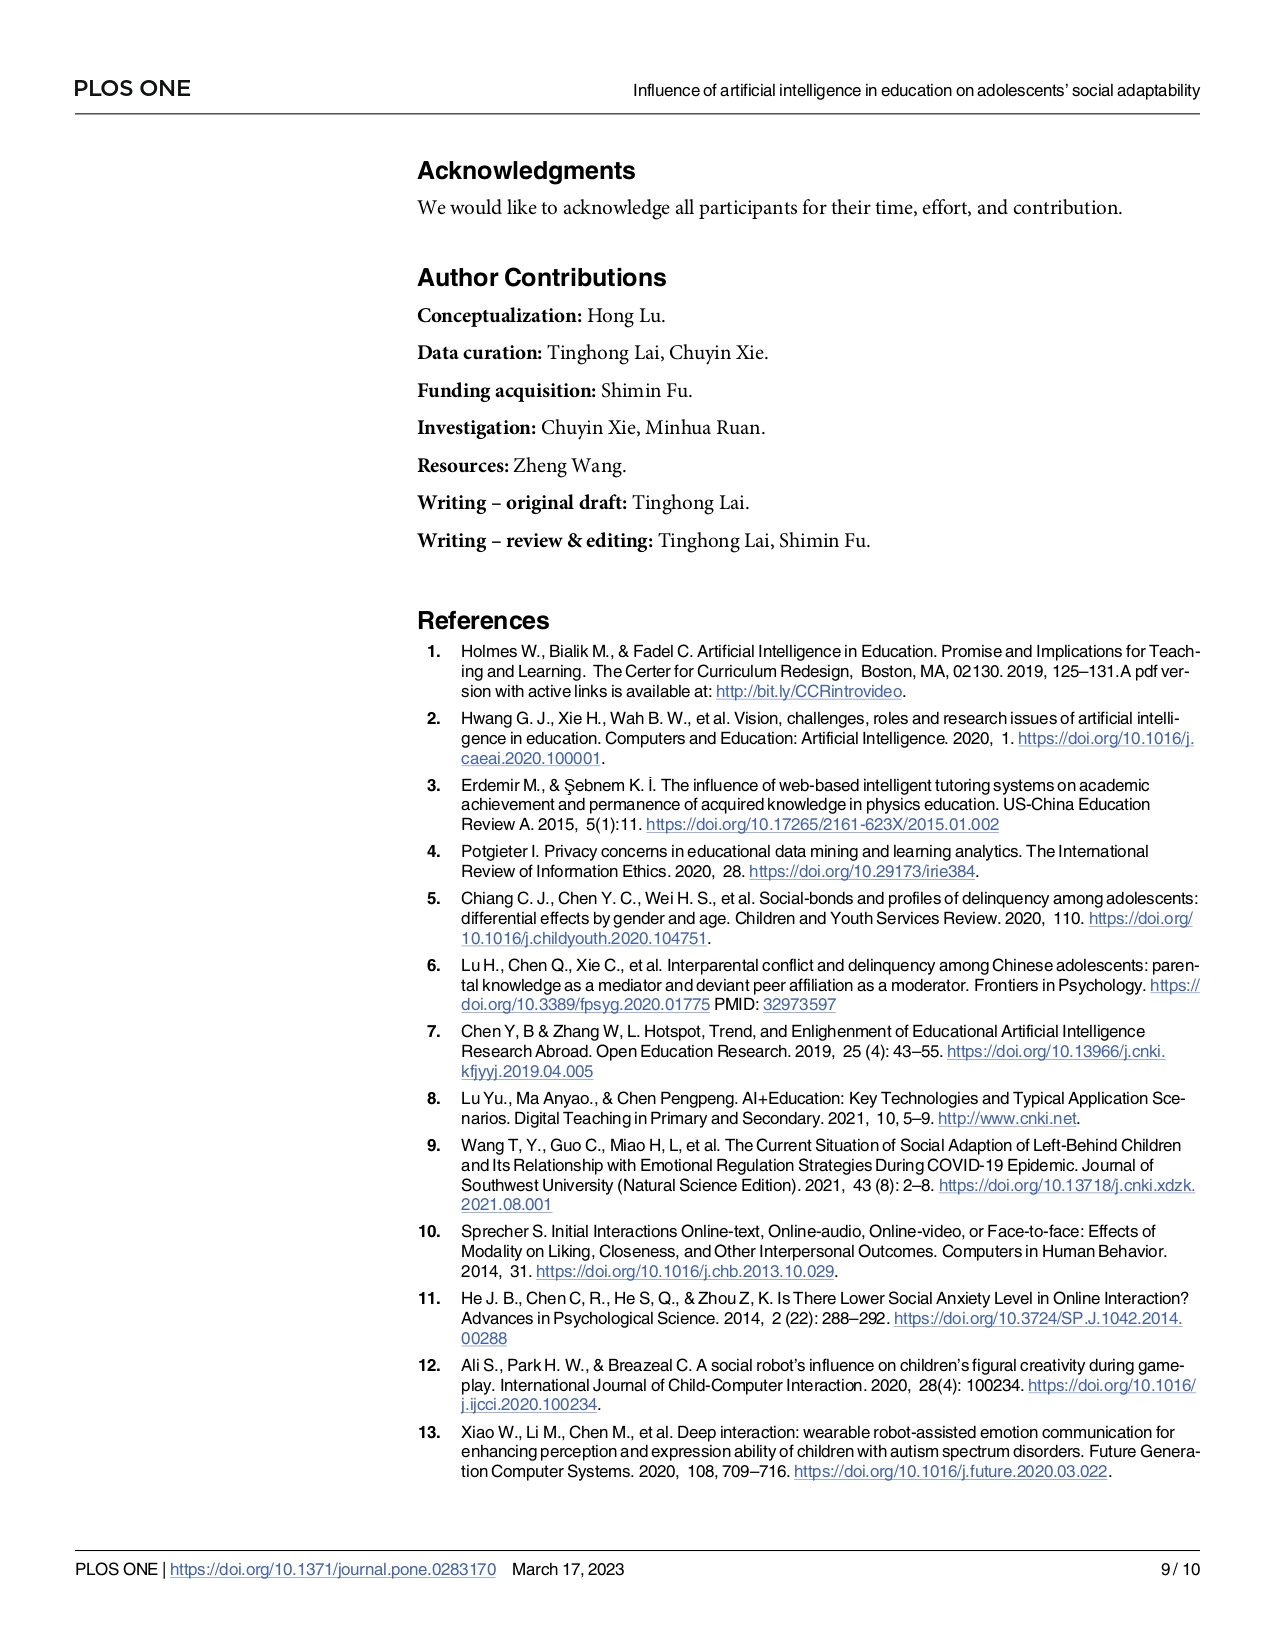 PLOS ONE
Influence of artificial intelligence in education on adolescents' social adaptability
Acknowledgments
We would like to acknowledge all participants for their time, effort, and contribution.
Author Contributions
Conceptualization: Hong Lu.
Data curation: Tinghong Lai, Chuyin Xie.
Funding acquisition: Shimin Fu.
Investigation: Chuyin Xie, Minhua Ruan.
Resources: Zheng Wang.
Writing – original draft: Tinghong Lai.
Writing – review & editing: Tinghong Lai, Shimin Fu.
References
1. Holmes W., Bialik M., & Fadel C. Artificial Intelligence in Education. Promise and Implications for Teach-
ing and Learning. The Certer for Curriculum Redesign, Boston, MA, 02130. 2019, 125–131.A pdf ver-
sion with active links is available at: http://bit.ly/CCRintrovideo.
2. Hwang G. J., Xie H., Wah B. W., et al. Vision, challenges, roles and research issues of artificial intelli-
gence in education. Computers and Education: Artificial Intelligence. 2020, 1. https://doi.org/10.1016/j.
caeai.2020.100001.
3. Erdemir M., & Şebnem K. İ. The influence of web-based intelligent tutoring systems on academic
achievement and permanence of acquired knowledge in physics education. US-China Education
Review A. 2015, 5(1):11. https://doi.org/10.17265/2161-623X/2015.01.002
4. Potgieter I. Privacy concerns in educational data mining and learning analytics. The International
Review of Information Ethics. 2020, 28. https://doi.org/10.29173/irie384.
5. Chiang C. J., Chen Y. C., Wei H. S., et al. Social-bonds and profiles of delinquency among adolescents:
differential effects by gender and age. Children and Youth Services Review. 2020, 110. https://doi.org/
10.1016/j.childyouth.2020.104751.
6. Lu H., Chen Q., Xie C., et al. Interparental conflict and delinquency among Chinese adolescents: paren-
tal knowledge as a mediator and deviant peer affiliation as a moderator. Frontiers in Psychology. https://
doi.org/10.3389/fpsyg.2020.01775 PMID: 32973597
7. Chen Y, B & Zhang W, L. Hotspot, Trend, and Enlighenment of Educational Artificial Intelligence
Research Abroad. Open Education Research. 2019, 25 (4): 43–55. https://doi.org/10.13966/j.cnki.
kfjyyj.2019.04.005
8. Lu Yu., Ma Anyao., & Chen Pengpeng. AI+Education: Key Technologies and Typical Application Sce-
narios. Digital Teaching in Primary and Secondary. 2021, 10, 5–9. http://www.cnki.net.
9. Wang T, Y., Guo C., Miao H, L, et al. The Current Situation of Social Adaption of Left-Behind Children
and Its Relationship with Emotional Regulation Strategies During COVID-19 Epidemic. Journal of
Southwest University (Natural Science Edition). 2021, 43 (8): 2–8. https://doi.org/10.13718/j.cnki.xdzk.
2021.08.001
10. Sprecher S. Initial Interactions Online-text, Online-audio, Online-video, or Face-to-face: Effects of
Modality on Liking, Closeness, and Other Interpersonal Outcomes. Computers in Human Behavior.
2014, 31. https://doi.org/10.1016/j.chb.2013.10.029.
11. He J. B., Chen C, R., He S, Q., & Zhou Z, K. Is There Lower Social Anxiety Level in Online Interaction?
Advances in Psychological Science. 2014, 2 (22): 288–292. https://doi.org/10.3724/SP.J.1042.2014.
00288
12. Ali S., Park H. W., & Breazeal C. A social robot's influence on children's figural creativity during game-
play. International Journal of Child-Computer Interaction. 2020, 28(4): 100234. https://doi.org/10.1016/
j.ijcci.2020.100234.
13. Xiao W., Li M., Chen M., et al. Deep interaction: wearable robot-assisted emotion communication for
enhancing perception and expression ability of children with autism spectrum disorders. Future Genera-
tion Computer Systems. 2020, 108, 709–716. https://doi.org/10.1016/j.future.2020.03.022.
PLOS ONE | https://doi.org/10.1371/journal.pone.0283170 March 17, 2023
9 / 10